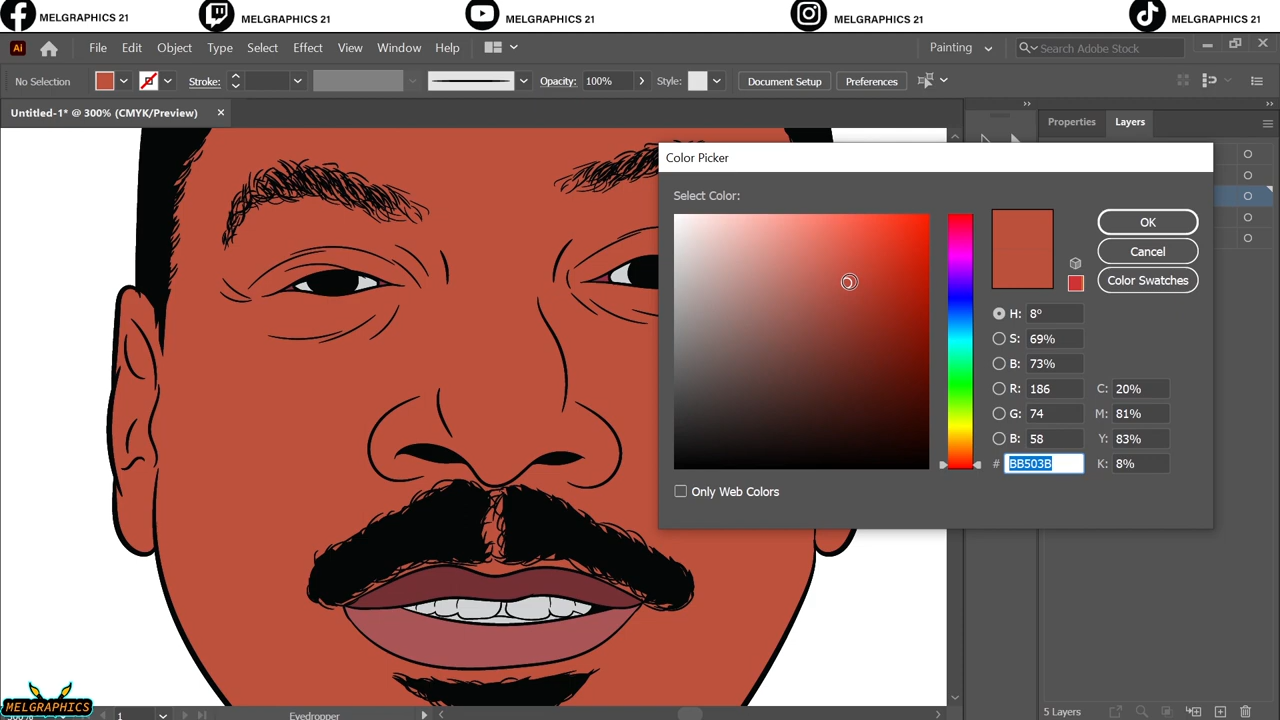 MELGRAPHICS 21
MELGRAPHICS 21
MELGRAPHICS 21
MELGRAPHICS 21
MELGRAPHICS 21
Ai File Edit Object Type Select Effect View Window Help Painting Search Adobe Stock
No Selection Stroke: Opacity: 100% Style: Document Setup Preferences
Untitled-1* @ 300% (CMYK/Preview)
Properties Layers
Color Picker
Select Color:
OK
Cancel
Color Swatches
H: 8º
S: 69%
B: 73%
R: 186 C: 20%
G: 74 M: 81%
B: 58 Y: 83%
# BB503B K: 8%
Only Web Colors
MELGRAPHICS
1 Eyedropper 5 Layers